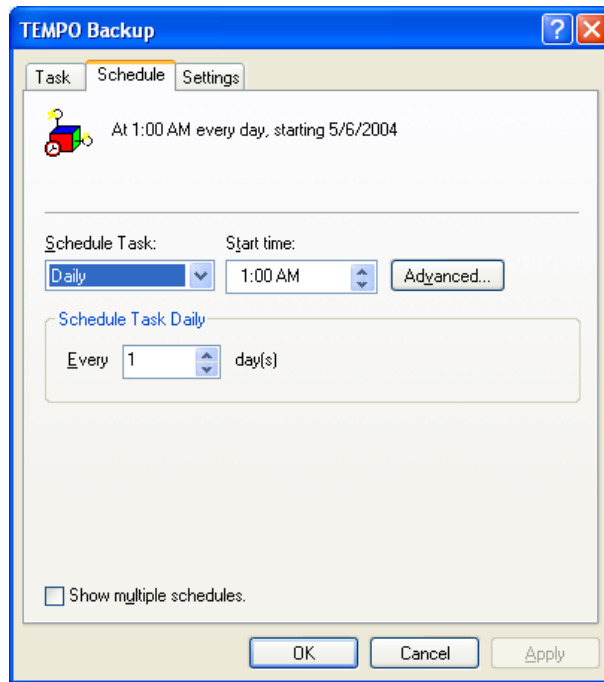 TEMPO Backup
Task Schedule Settings
At 1:00 AM every day, starting 5/6/2004
Schedule Task: Start time:
Daily 1:00 AM Advanced...
Schedule Task Daily
Every 1 day(s)
Show multiple schedules.
OK Cancel Apply